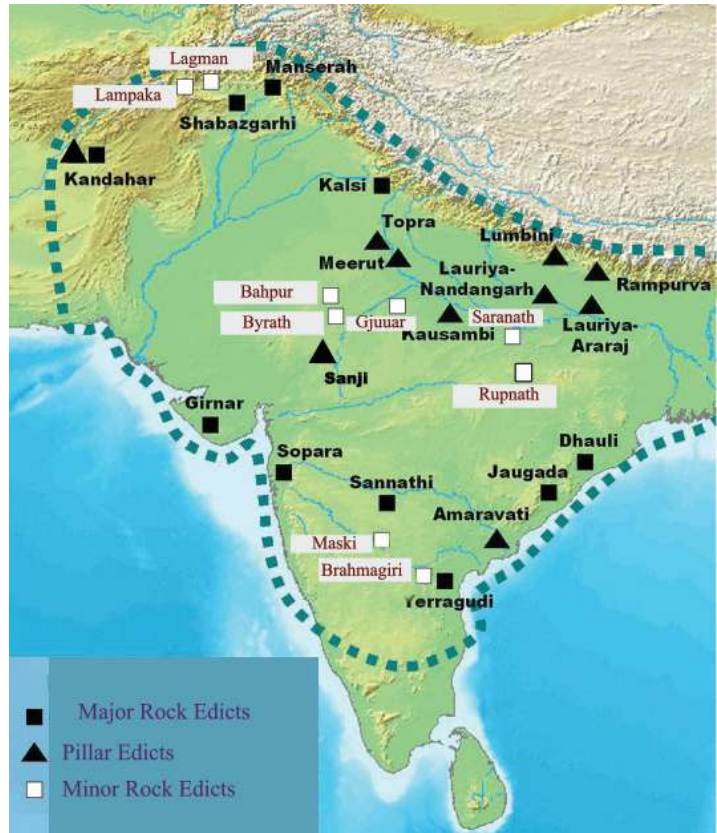 Lagman
Manserah
Lampaka
Shabazgarhi
Kandahar
Kalsi
Topra
Lumbini
Meerut
Lauriya-
Nandangarh
Rampurva
Bahpur
Byrath
Gjuuar
Kausambi
Saranath
Lauriya-
Araraj
Sanji
Rupnath
Girnar
Dhauli
Sopara
Jaugada
Sannathi
Amaravati
Maski
Brahmagiri
Yerragudi
Major Rock Edicts
Pillar Edicts
Minor Rock Edicts